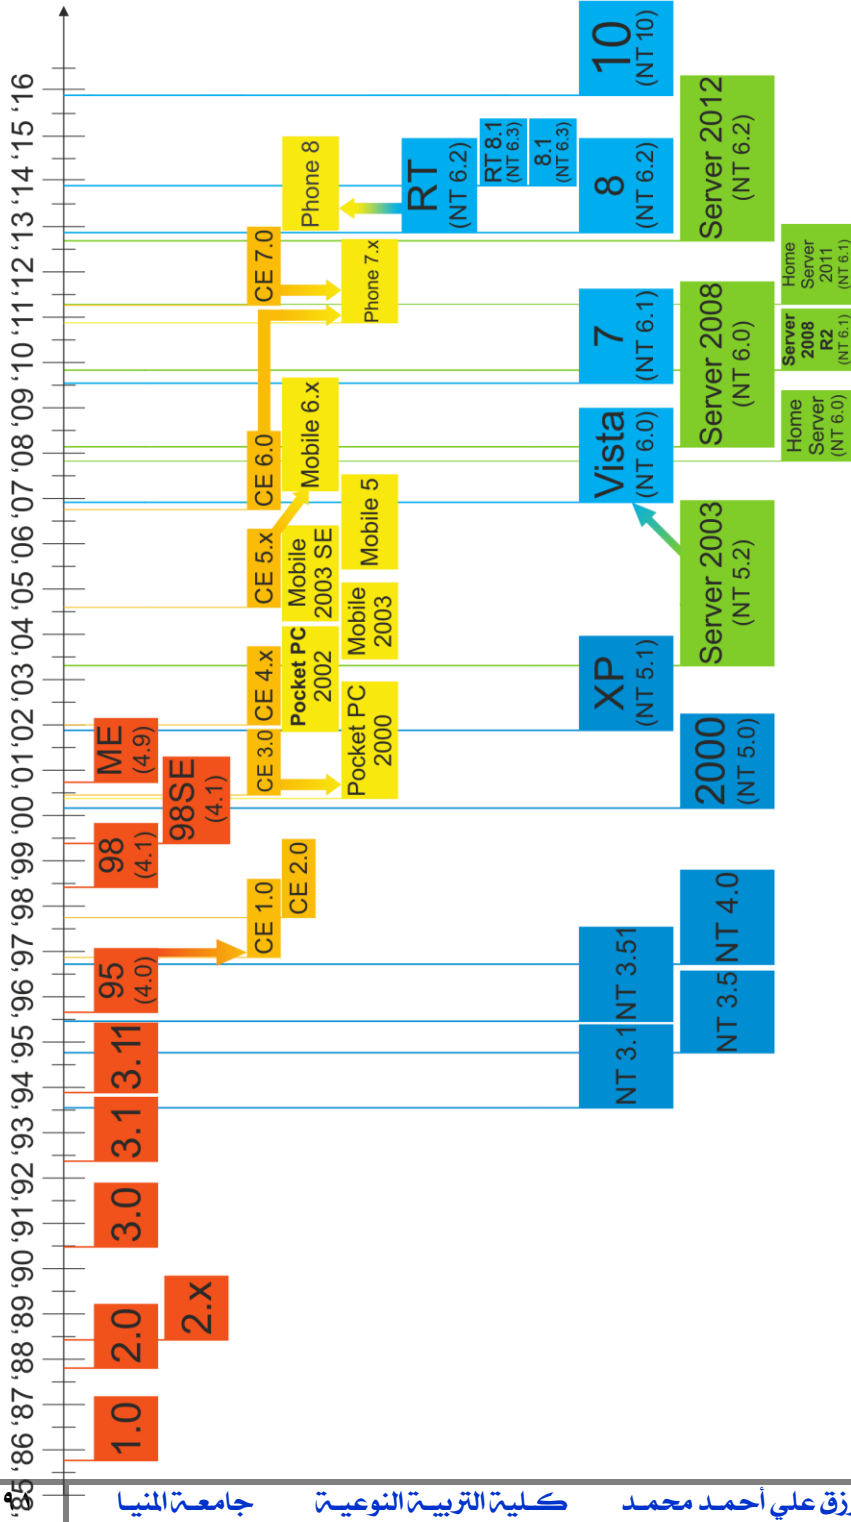 '85 '86 '87 '88 '89 '90 '91 '92 '93 '94 '95 '96 '97 '98 '99 '00 '01 '02 '03 '04 '05 '06 '07 '08 '09 '10 '11 '12 '13 '14 '15 '16
1.0
2.0
3.0
3.1
3.11
95
(4.0)
98
(4.1)
ME
(4.9)
2.x
98SE
(4.1)
CE 1.0
CE 3.0
CE 4.x
CE 5.x
CE 6.0
CE 7.0
CE 2.0
Pocket PC
2002
Mobile
2003 SE
Mobile 6.x
Phone 8
Pocket PC
2000
Mobile
2003
Mobile 5
Phone 7.x
RT
(NT 6.2)
RT 8.1
(NT 6.3)
8.1
(NT 6.3)
NT 3.1
NT 3.51
XP
(NT 5.1)
Vista
(NT 6.0)
7
(NT 6.1)
8
(NT 6.2)
10
(NT 10)
NT 3.5
NT 4.0
2000
(NT 5.0)
Server 2003
(NT 5.2)
Server 2008
(NT 6.0)
Server 2012
(NT 6.2)
Home
Server
(NT 6.0)
Server
2008
R2
(NT 6.1)
Home
Server
2011
(NT 6.1)
رزق علي أحمد محمد كلية التربية النوعية جامعة المنيا